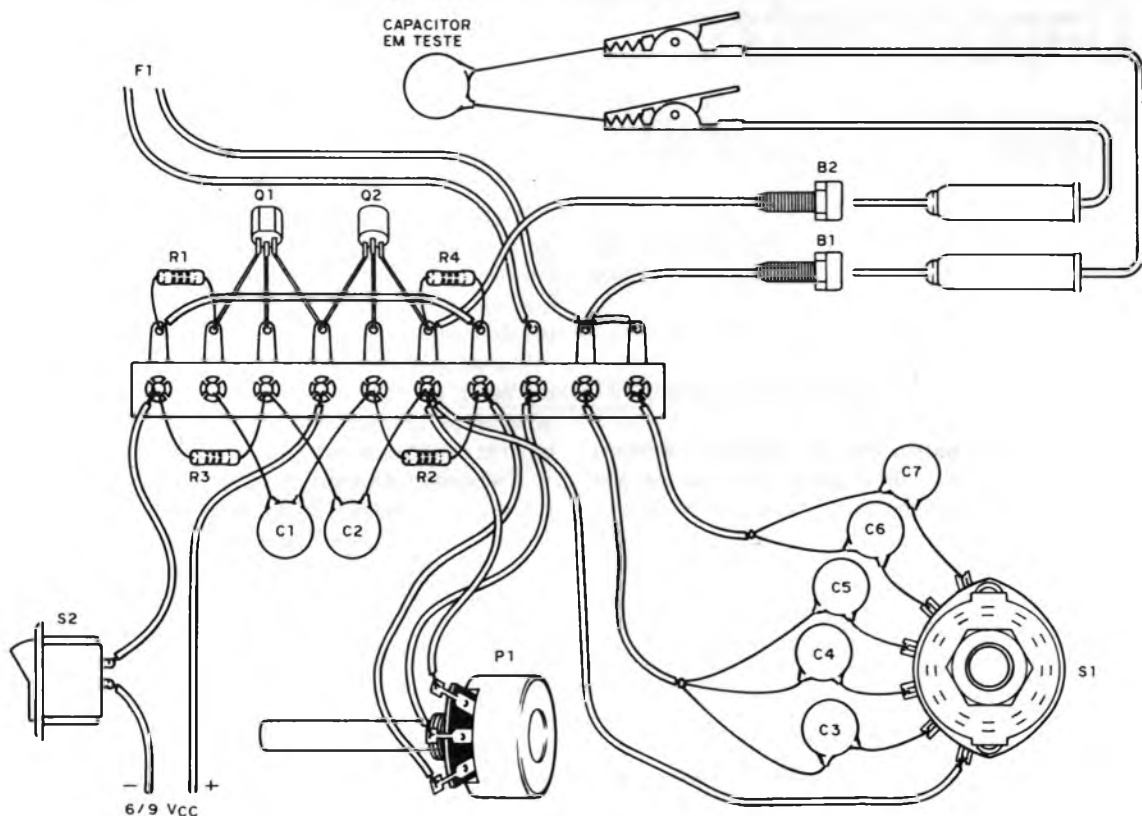 CAPACITOR
EM TESTE
F1
B2
Q1
Q2
B1
R1
R4
R3
R2
C7
C1
C2
C6
C5
S2
P1
C4
S1
C3
- +
6/9 VCC